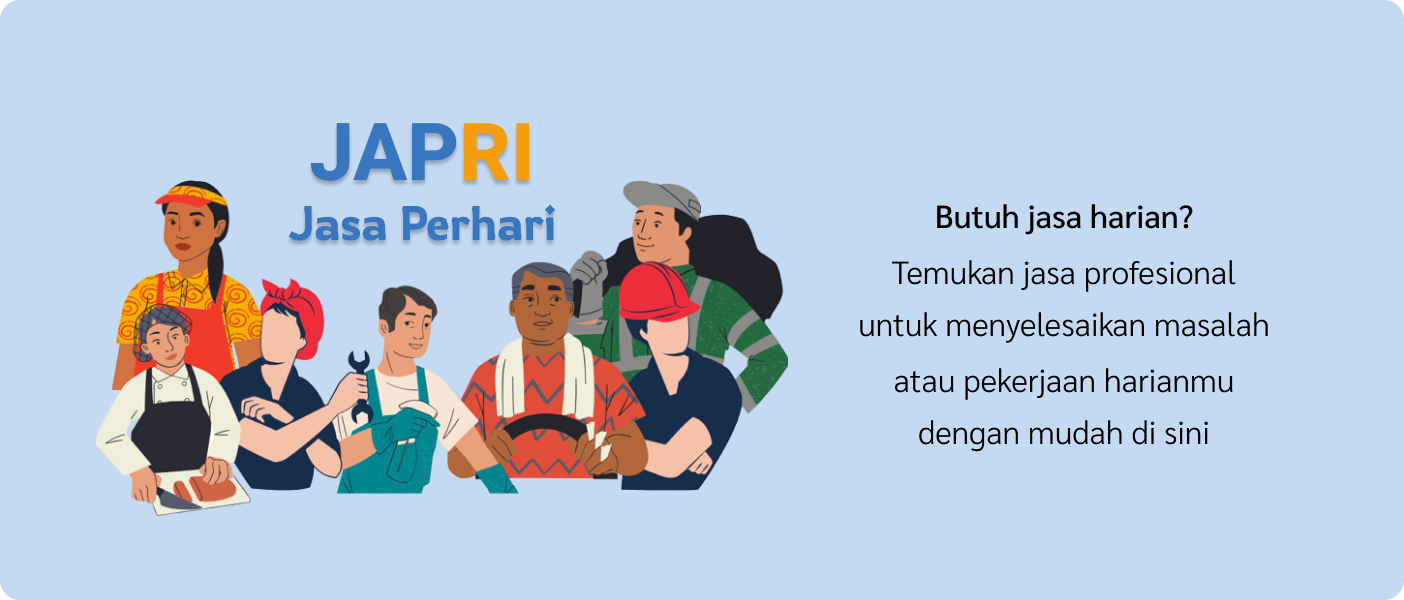 JAPRI
Jasa Perhari
Butuh jasa harian?
Temukan jasa profesional
untuk menyelesaikan masalah
atau pekerjaan harianmu
dengan mudah di sini